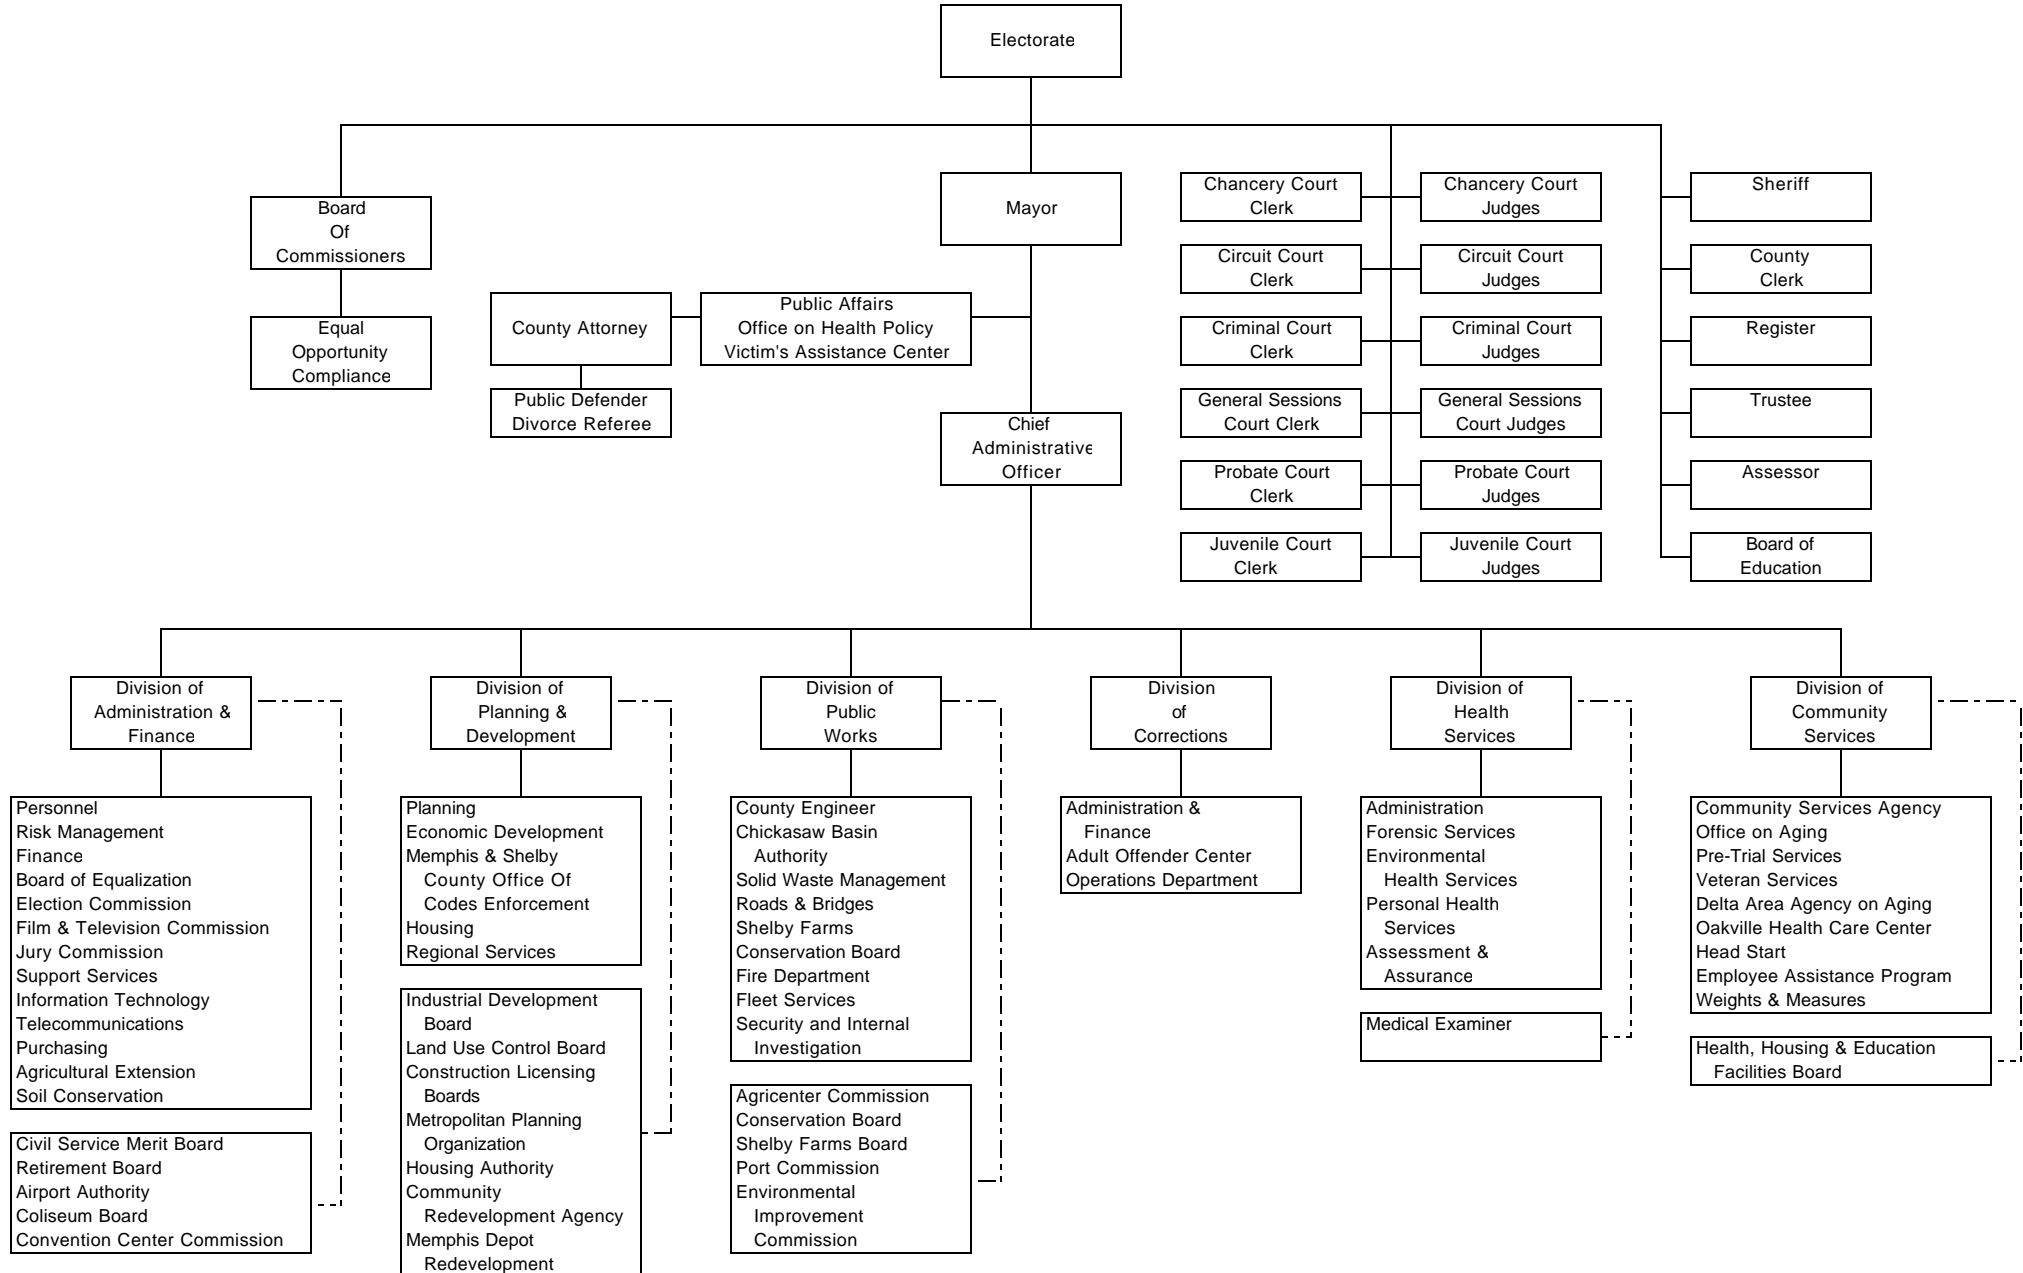 Electorate
Board
Of
Commissioners
Equal
Opportunity
Compliance
Mayor
Public Affairs
Office on Health Policy
Victim's Assistance Center
County Attorney
Public Defender
Divorce Referee
Chief
Administrative
Officer
Chancery Court
Clerk
Chancery Court
Judges
Circuit Court
Clerk
Circuit Court
Judges
Criminal Court
Clerk
Criminal Court
Judges
General Sessions
Court Clerk
General Sessions
Court Judges
Probate Court
Clerk
Probate Court
Judges
Juvenile Court
Clerk
Juvenile Court
Judges
Sheriff
County
Clerk
Register
Trustee
Assessor
Board of
Education
Division of
Administration &
Finance
Personnel
Risk Management
Finance
Board of Equalization
Election Commission
Film & Television Commission
Jury Commission
Support Services
Information Technology
Telecommunications
Purchasing
Agricultural Extension
Soil Conservation
Civil Service Merit Board
Retirement Board
Airport Authority
Coliseum Board
Convention Center Commission
Division of
Planning &
Development
Planning
Economic Development
Memphis & Shelby
County Office Of
Codes Enforcement
Housing
Regional Services
Industrial Development
Board
Land Use Control Board
Construction Licensing
Boards
Metropolitan Planning
Organization
Housing Authority
Community
Redevelopment Agency
Memphis Depot
Redevelopment
Division of
Public
Works
County Engineer
Chickasaw Basin
Authority
Solid Waste Management
Roads & Bridges
Shelby Farms
Conservation Board
Fire Department
Fleet Services
Security and Internal
Investigation
Agricenter Commission
Conservation Board
Shelby Farms Board
Port Commission
Environmental
Improvement
Commission
Division
of
Corrections
Administration &
Finance
Adult Offender Center
Operations Department
Division of
Health
Services
Administration
Forensic Services
Environmental
Health Services
Personal Health
Services
Assessment &
Assurance
Medical Examiner
Division of
Community
Services
Community Services Agency
Office on Aging
Pre-Trial Services
Veteran Services
Delta Area Agency on Aging
Oakville Health Care Center
Head Start
Employee Assistance Program
Weights & Measures
Health, Housing & Education
Facilities Board